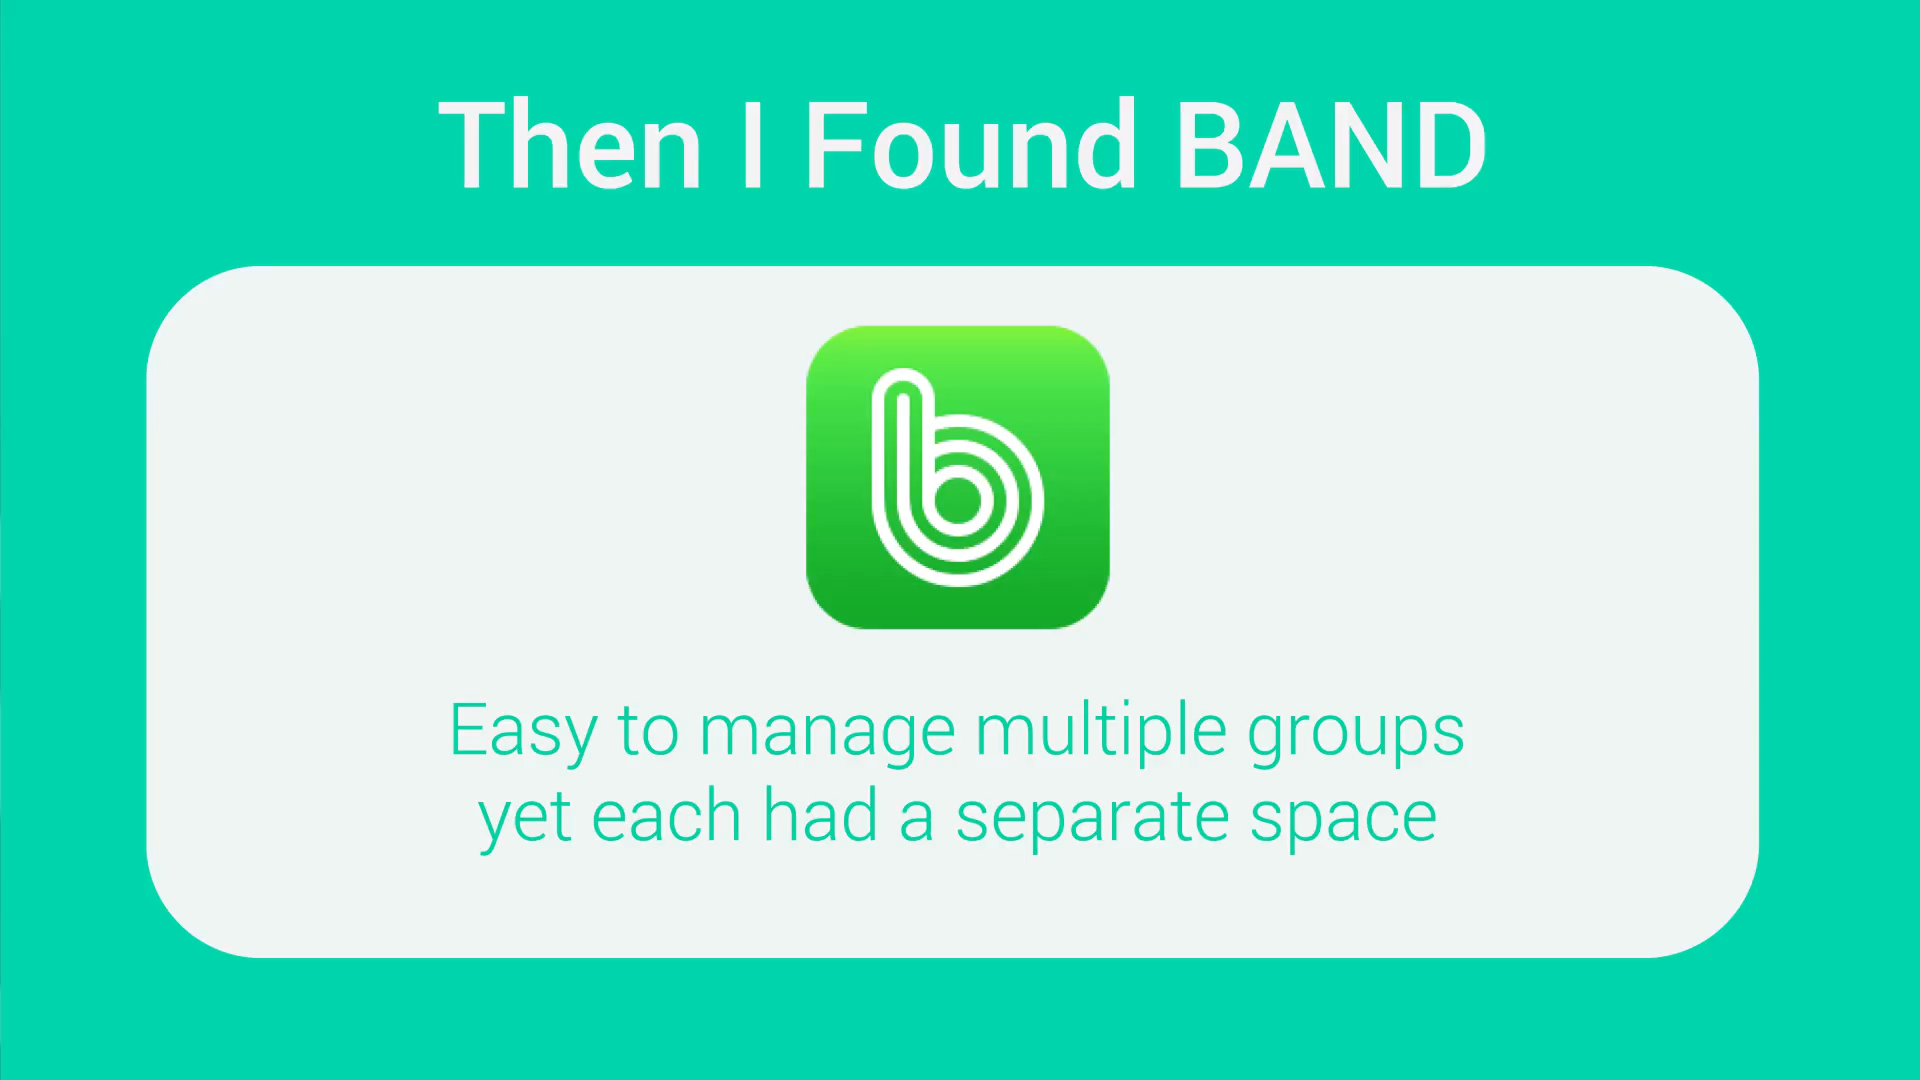 Then I Found BAND
Easy to manage multiple groups
yet each had a separate space